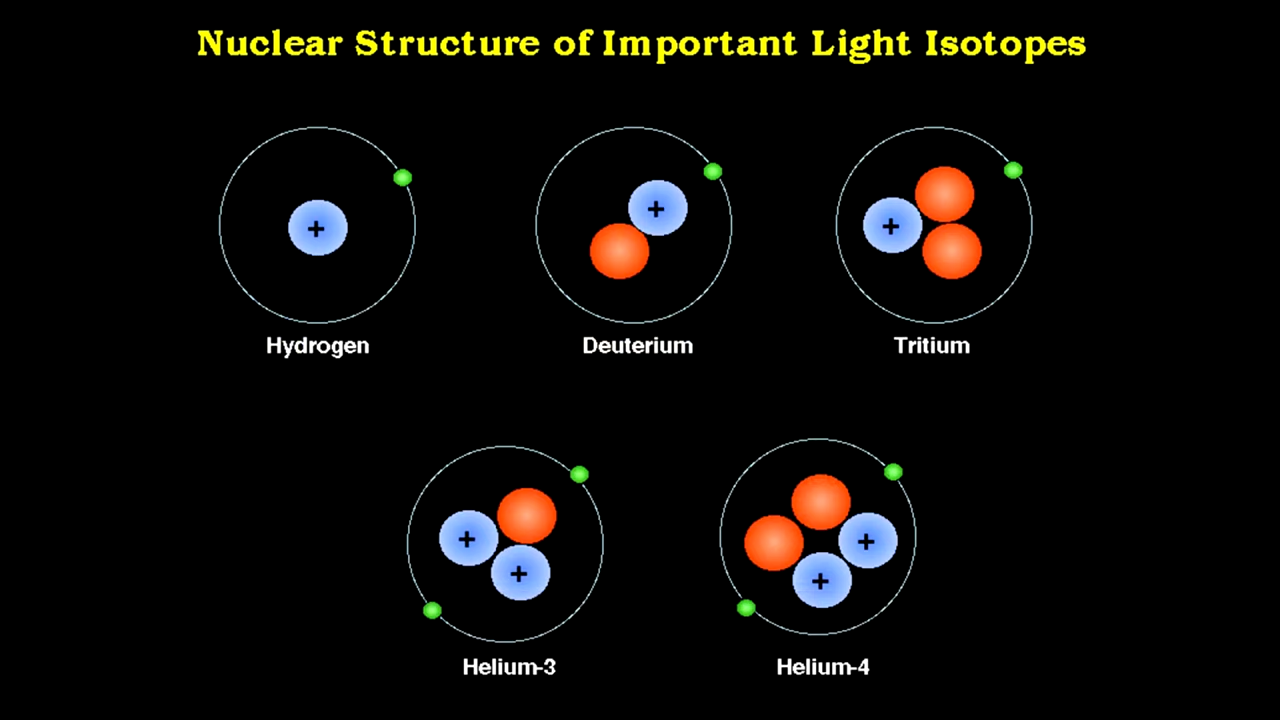 Nuclear Structure of Important Light Isotopes
+
+
+
Hydrogen
Deuterium
Tritium
+
+
+
+
Helium-3
Helium-4